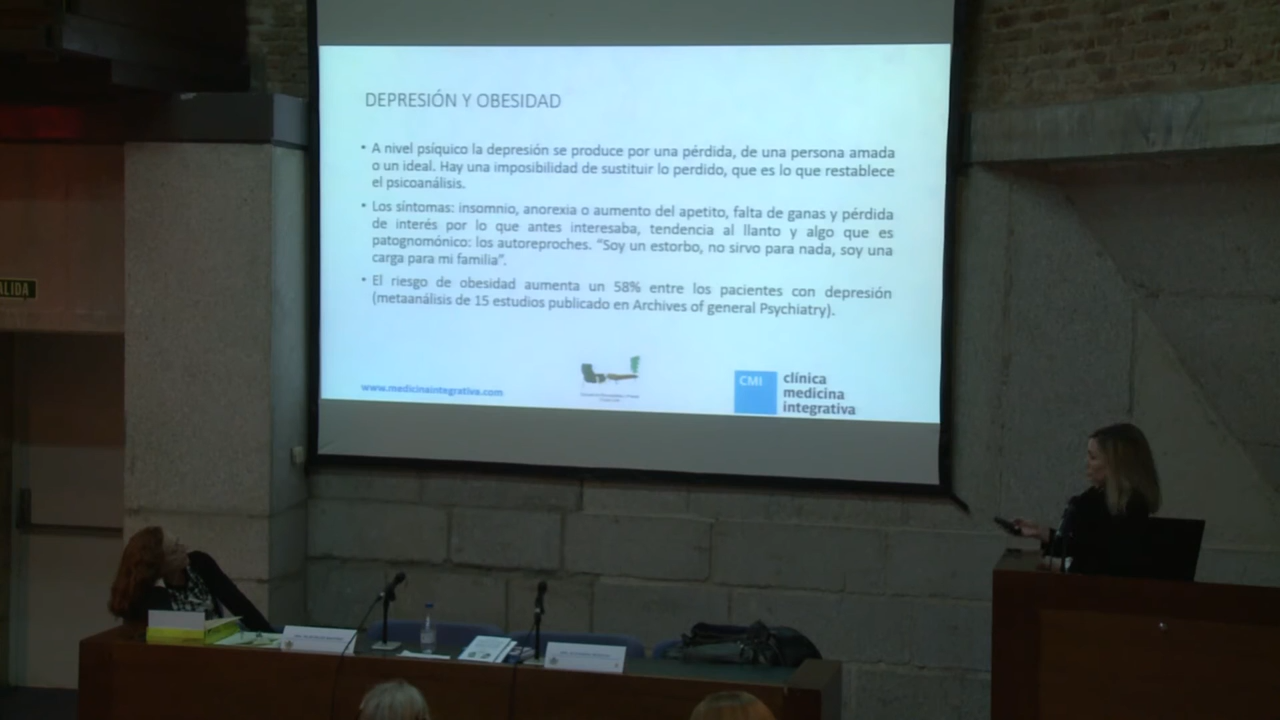 DEPRESIÓN Y OBESIDAD
• A nivel psíquico la depresión se produce por una pérdida, de una persona amada
o un ideal. Hay una imposibilidad de sustituir lo perdido, que es lo que restablece
el psicoanálisis.
• Los síntomas: insomnio, anorexia o aumento del apetito, falta de ganas y pérdida
de interés por lo que antes interesaba, tendencia al llanto y algo que es
patognomónico: los autoreproches. “Soy un estorbo, no sirvo para nada, soy una
carga para mi familia”.
• El riesgo de obesidad aumenta un 58% entre los pacientes con depresión
(metaanálisis de 15 estudios publicado en Archives of general Psychiatry).
www.medicinaintegrativa.com
CMI
clínica
medicina
integrativa
ALIDA